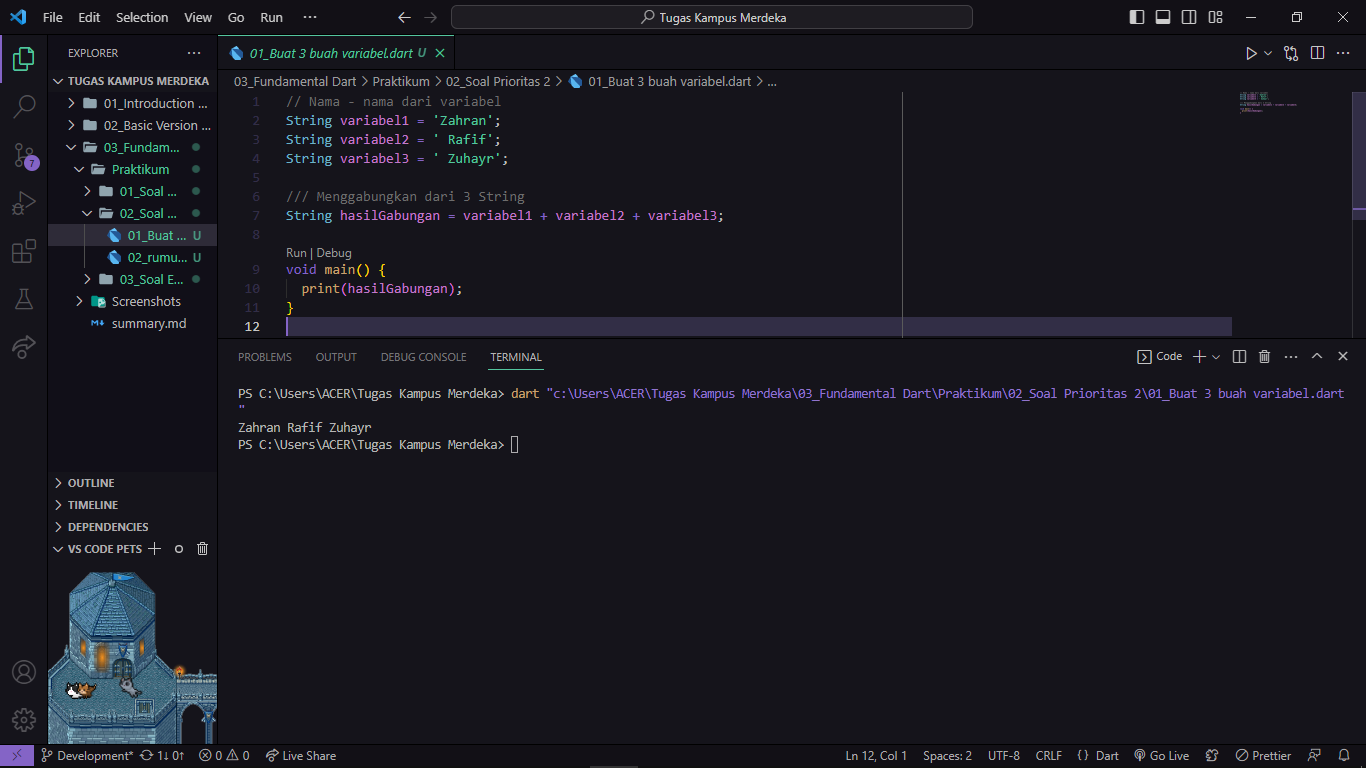 File Edit Selection View Go Run ··· Tugas Kampus Merdeka
EXPLORER ···
TUGAS KAMPUS MERDEKA
01_Introduction ...
02_Basic Version ...
03_Fundam...
Praktikum
01_Soal ...
02_Soal ...
01_Buat ... U
02_rumu... U
03_Soal E...
Screenshots
summary.md
OUTLINE
TIMELINE
DEPENDENCIES
VS CODE PETS
7
01_Buat 3 buah variabel.dart U
03_Fundamental Dart > Praktikum > 02_Soal Prioritas 2 > 01_Buat 3 buah variabel.dart > ...
1 // Nama - nama dari variabel
2 String variabel1 = 'Zahran';
3 String variabel2 = ' Rafif';
4 String variabel3 = ' Zuhayr';
5
6 /// Menggabungkan dari 3 String
7 String hasilGabungan = variabel1 + variabel2 + variabel3;
8
Run | Debug
9 void main() {
10 print(hasilGabungan);
11 }
12
PROBLEMS OUTPUT DEBUG CONSOLE TERMINAL Code
PS C:\Users\ACER\Tugas Kampus Merdeka> dart "c:\Users\ACER\Tugas Kampus Merdeka\03_Fundamental Dart\Praktikum\02_Soal Prioritas 2\01_Buat 3 buah variabel.dart
"
Zahran Rafif Zuhayr
PS C:\Users\ACER\Tugas Kampus Merdeka>
Development* 1↓ 0↑ 0 0 Live Share Ln 12, Col 1 Spaces: 2 UTF-8 CRLF {} Dart Go Live Prettier